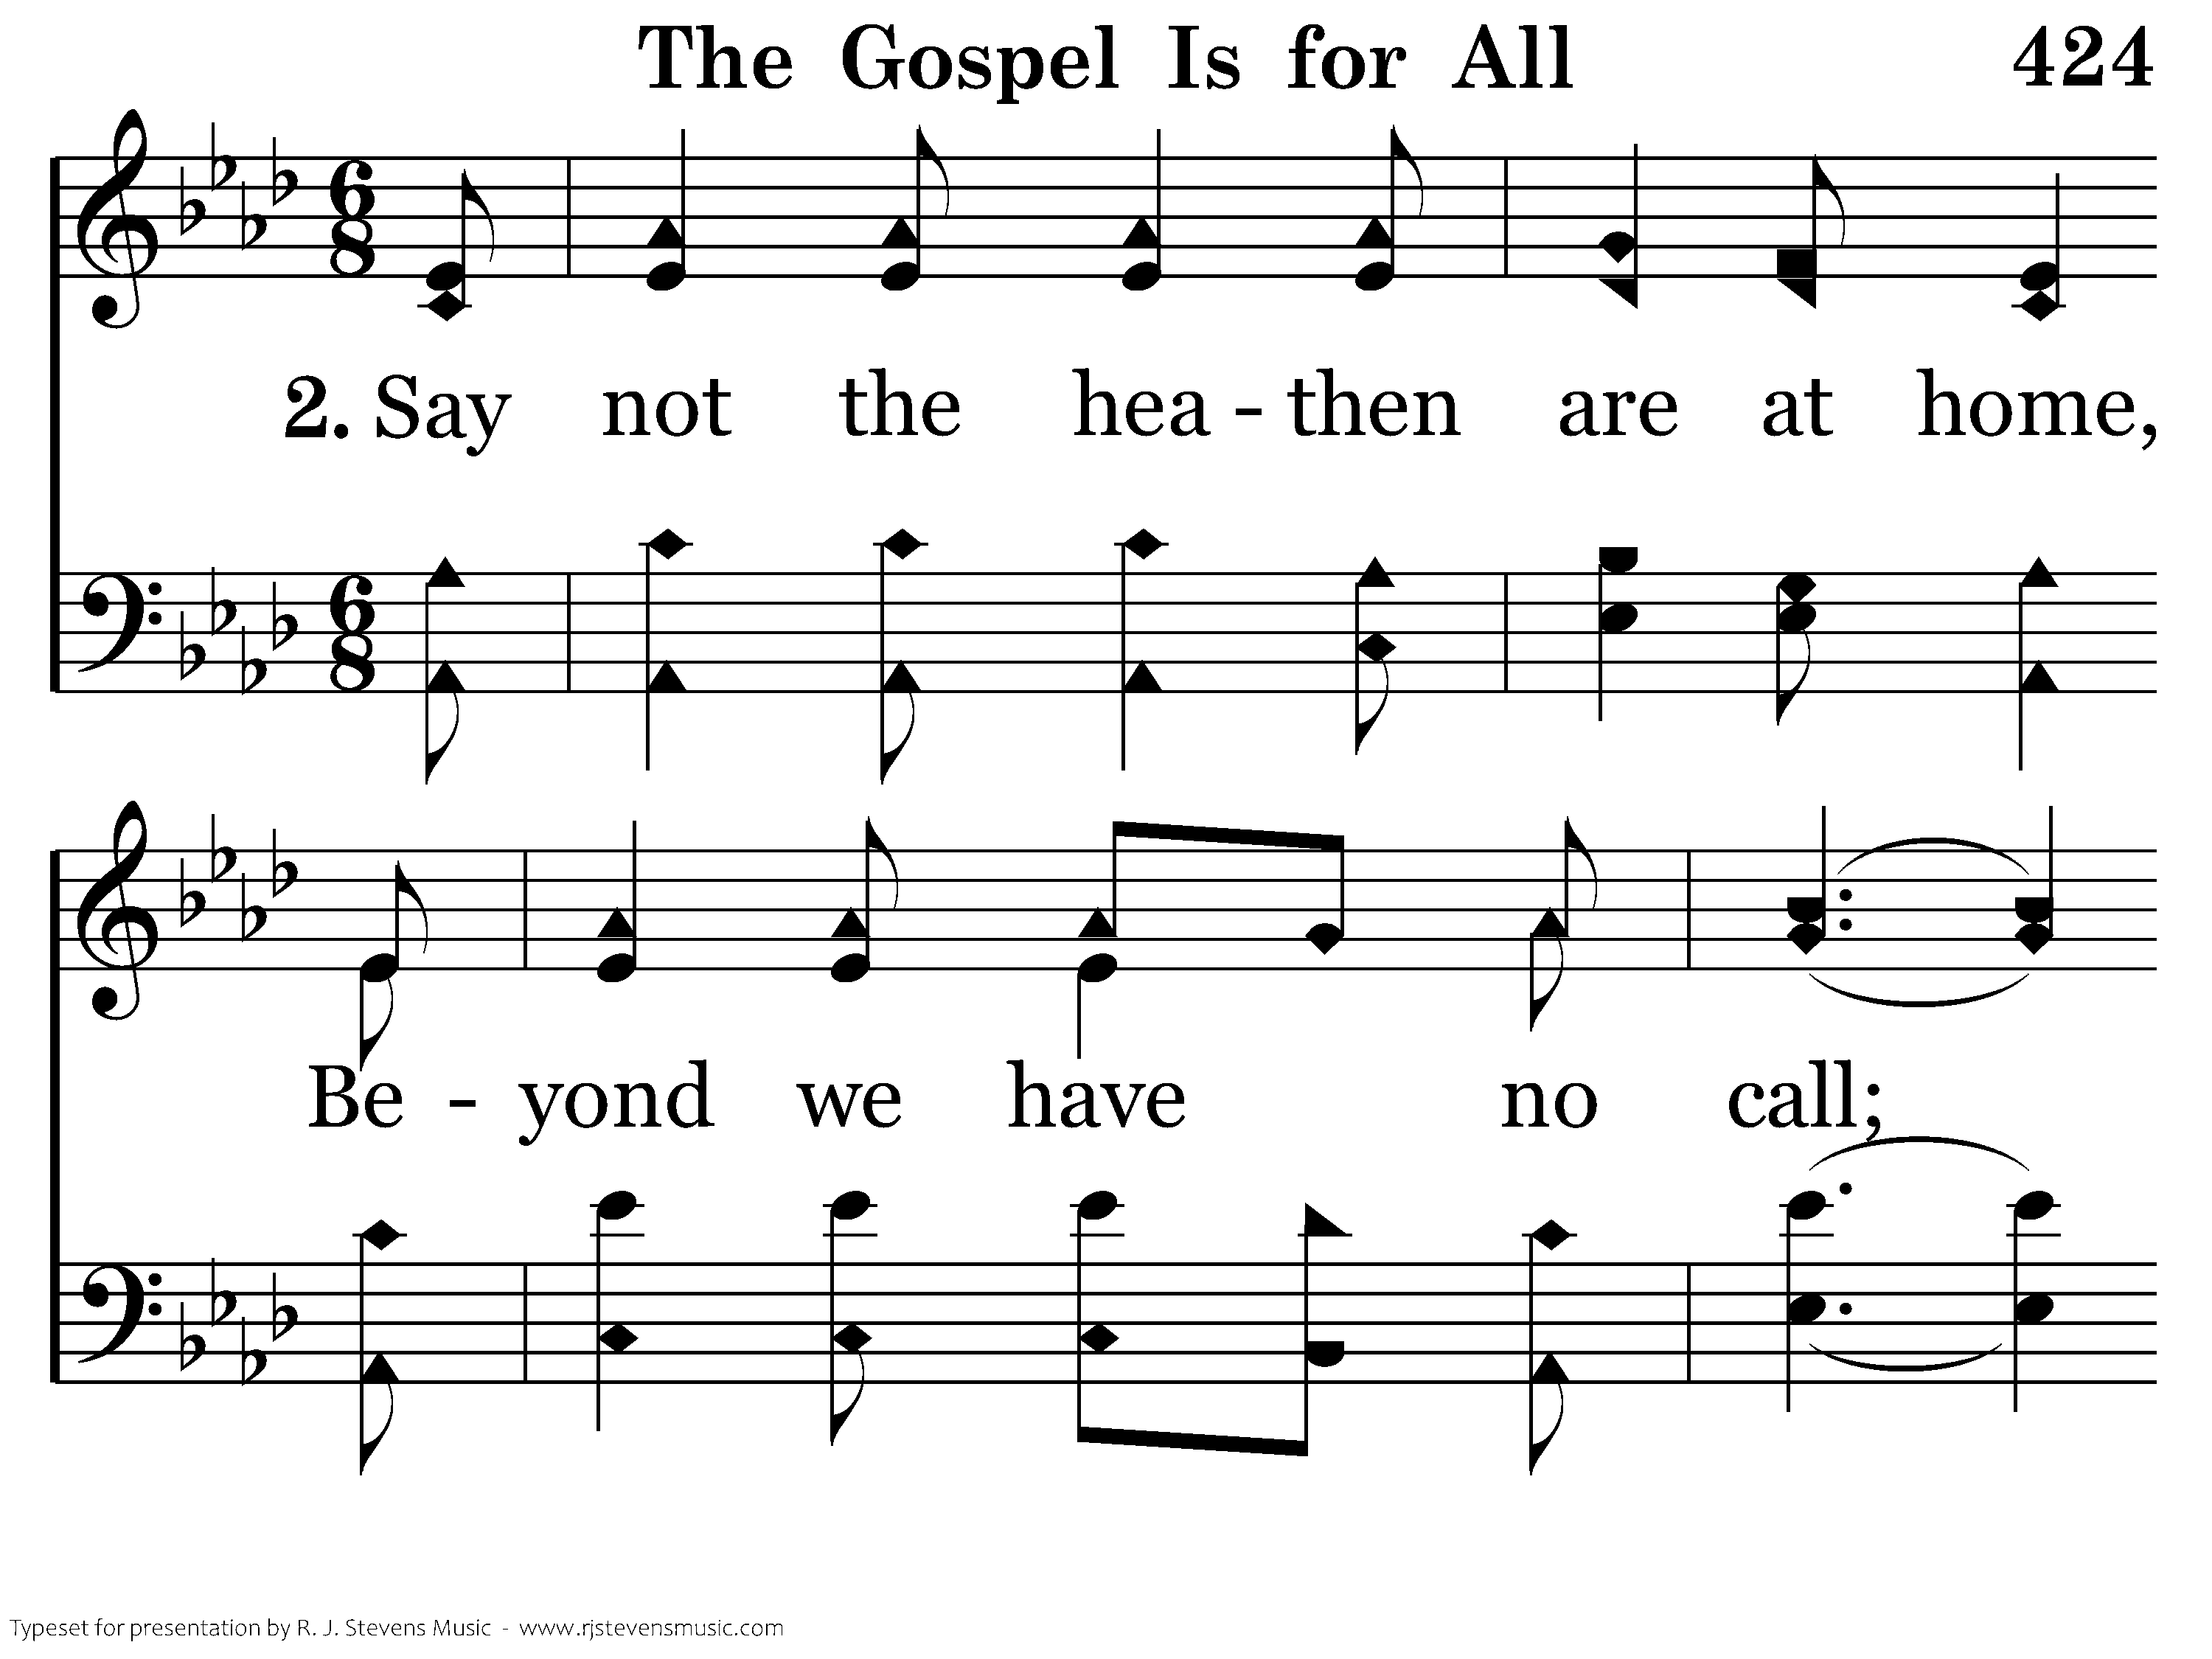 The Gospel Is for All 424
2. Say not the hea - then are at home,
Be - yond we have no call;
Typeset for presentation by R. J. Stevens Music - www.rjstevensmusic.com